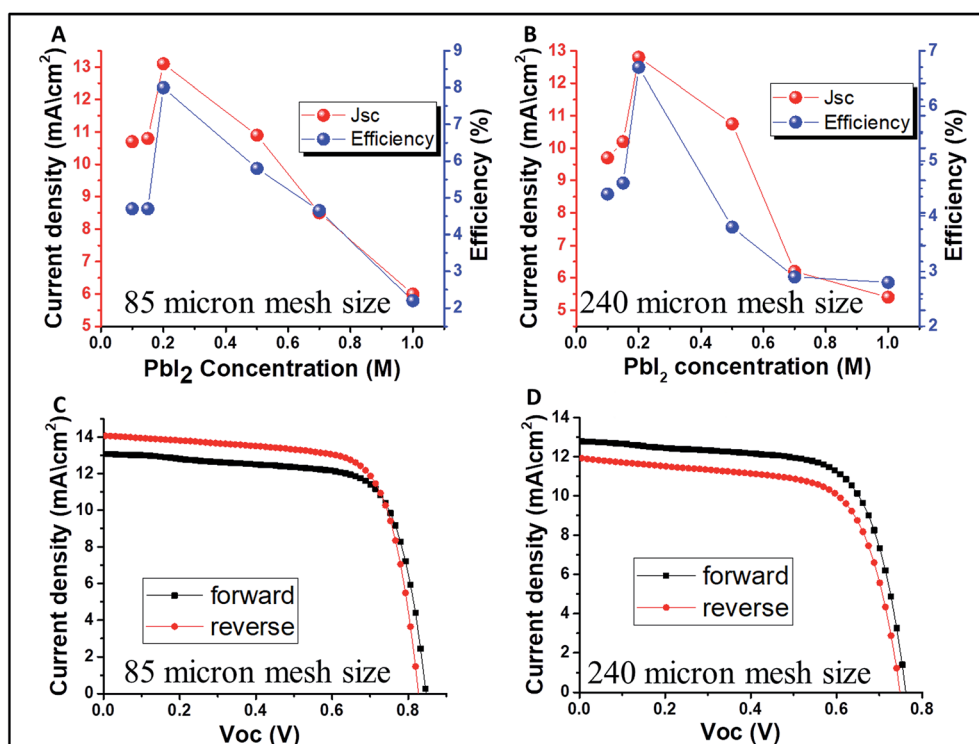 A
Current density (mA\cm²)
13
12
11
10
9
8
7
6
5
9
8
7
6
5
4
3
2
Efficiency (%)
Jsc
Efficiency
85 micron mesh size
0.0 0.2 0.4 0.6 0.8 1.0
PbI2 Concentration (M)
B
Current density (mA\cm²)
13
12
11
10
9
8
7
6
5
7
6
5
4
3
2
Efficiency (%)
Jsc
Efficiency
240 micron mesh size
0.0 0.2 0.4 0.6 0.8 1.0
PbI₂ concentration (M)
C
Current density (mA\cm²)
14
12
10
8
6
4
2
0
forward
reverse
85 micron mesh size
0.0 0.2 0.4 0.6 0.8
Voc (V)
D
Current density (mA\cm²)
14
12
10
8
6
4
2
0
forward
reverse
240 micron mesh size
0.0 0.2 0.4 0.6 0.8
Voc (V)